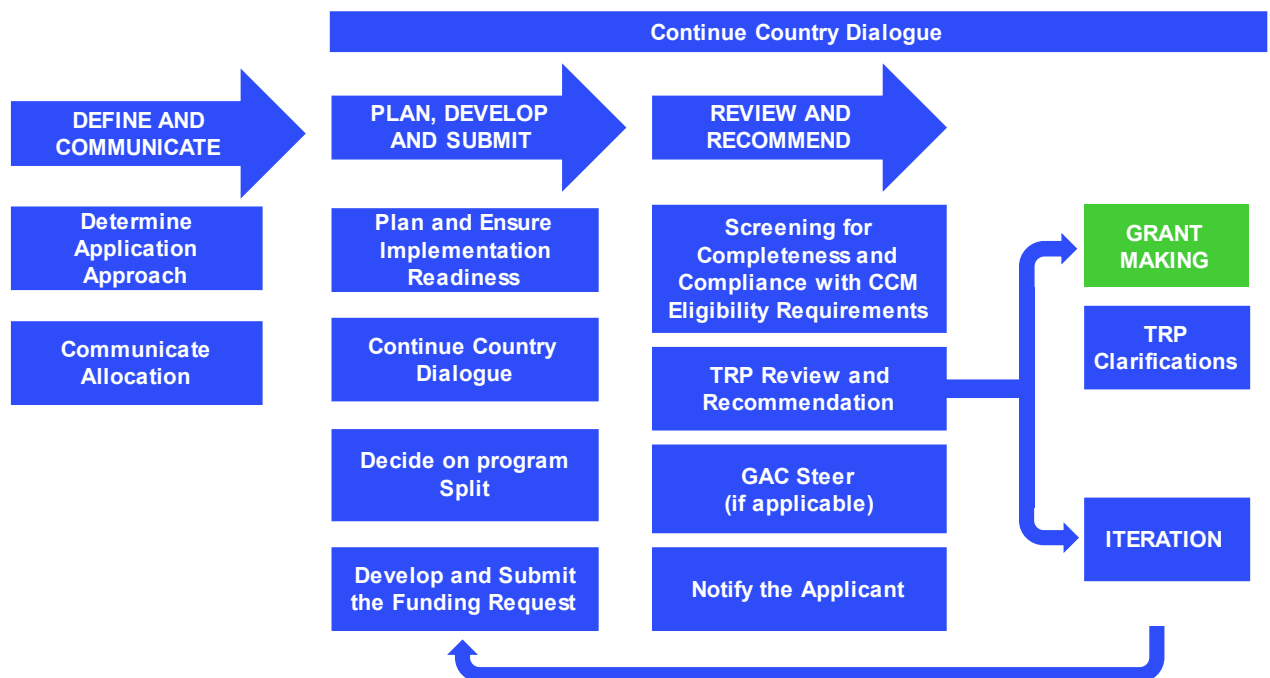 Continue Country Dialogue
DEFINE AND
COMMUNICATE
Determine
Application
Approach
Communicate
Allocation
PLAN, DEVELOP
AND SUBMIT
Plan and Ensure
Implementation
Readiness
Continue Country
Dialogue
Decide on program
Split
Develop and Submit
the Funding Request
REVIEW AND
RECOMMEND
Screening for
Completeness and
Compliance with CCM
Eligibility Requirements
TRP Review and
Recommendation
GAC Steer
(if applicable)
Notify the Applicant
GRANT
MAKING
TRP
Clarifications
ITERATION